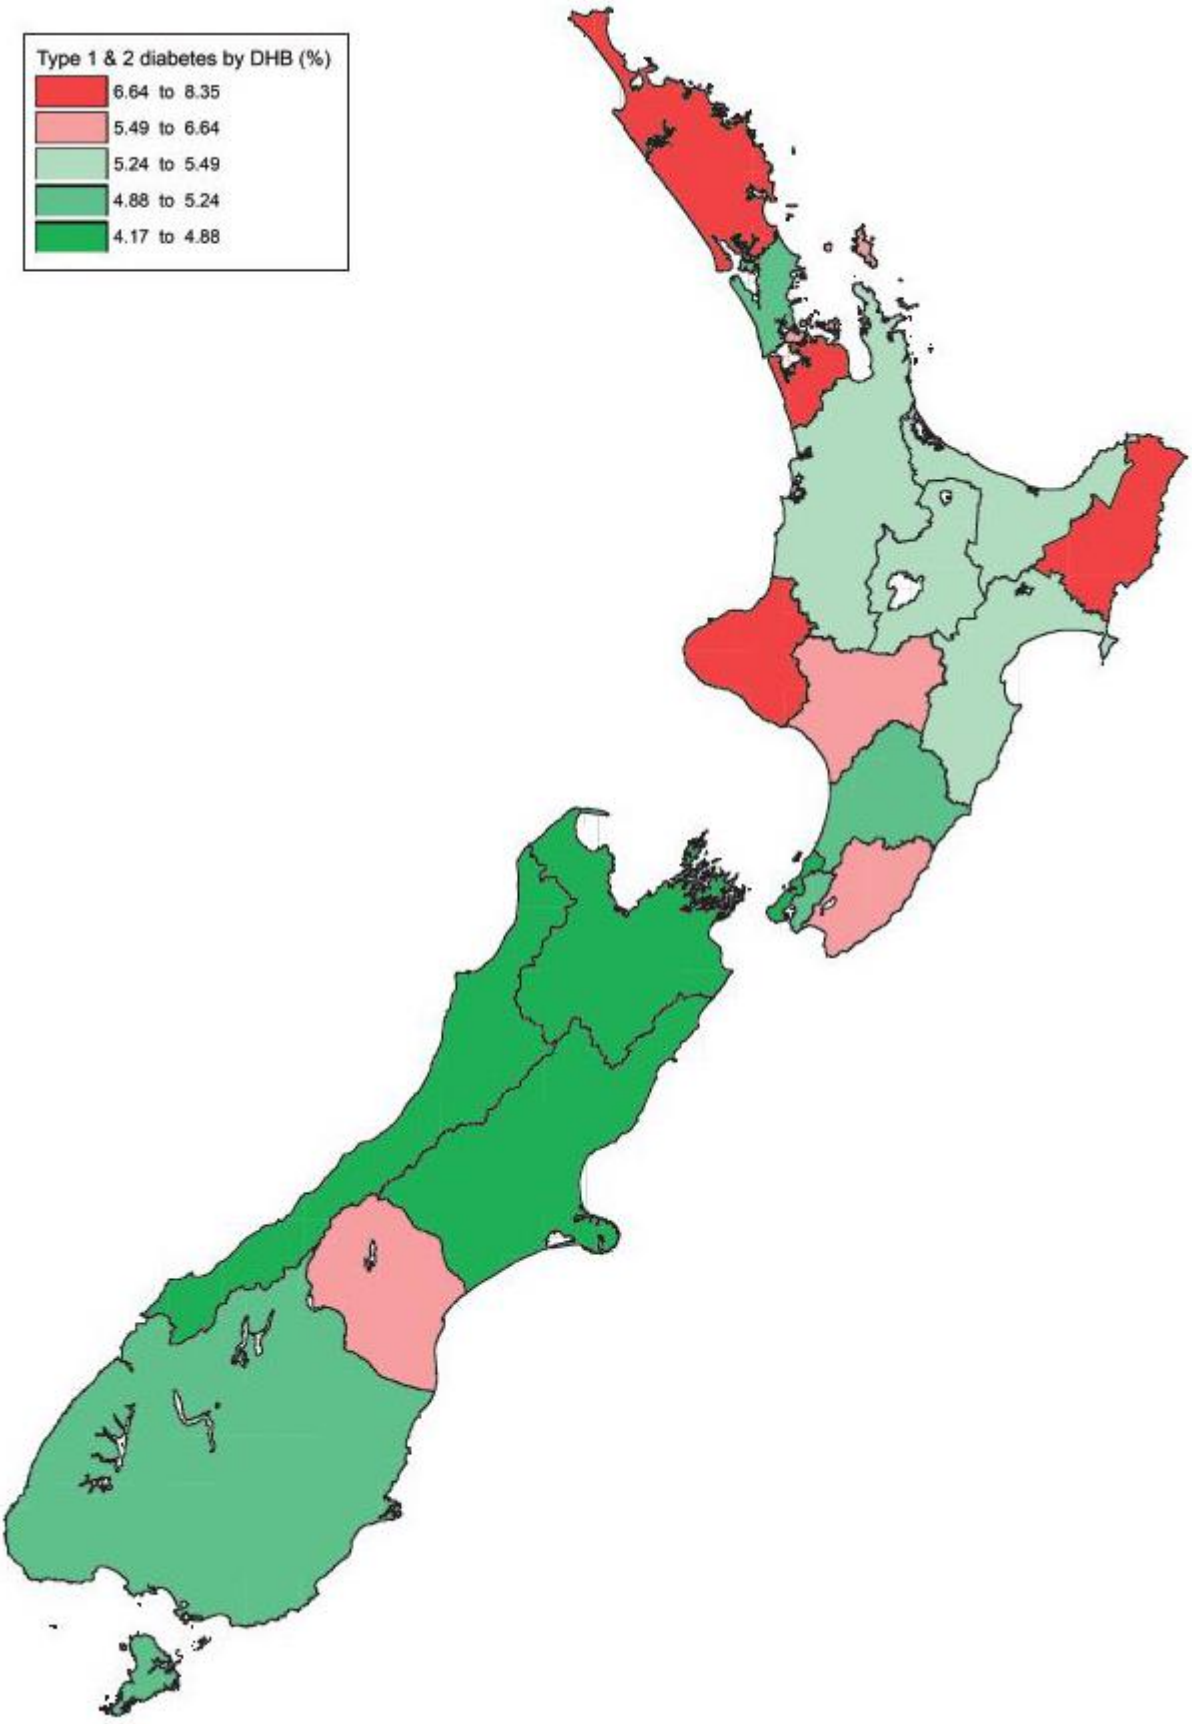 Type 1 & 2 diabetes by DHB (%)
6.64 to 8.35
5.49 to 6.64
5.24 to 5.49
4.88 to 5.24
4.17 to 4.88